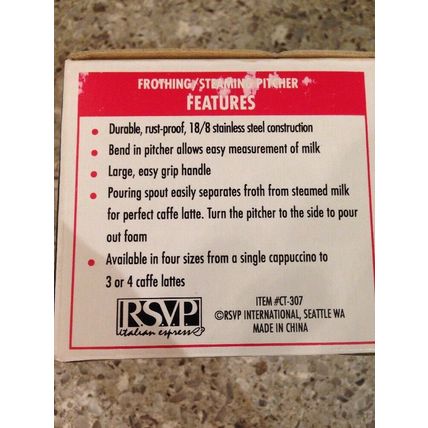 FROTHING/STEAMING PITCHER
FEATURES
• Durable, rust-proof, 18/8 stainless steel construction
• Bend in pitcher allows easy measurement of milk
• Large, easy grip handle
• Pouring spout easily separates froth from steamed milk
for perfect caffe latte. Turn the pitcher to the side to pour
out foam
• Available in four sizes from a single cappuccino to
3 or 4 caffe lattes
RSVP
italian espresso
ITEM #CT-307
©RSVP INTERNATIONAL, SEATTLE WA
MADE IN CHINA